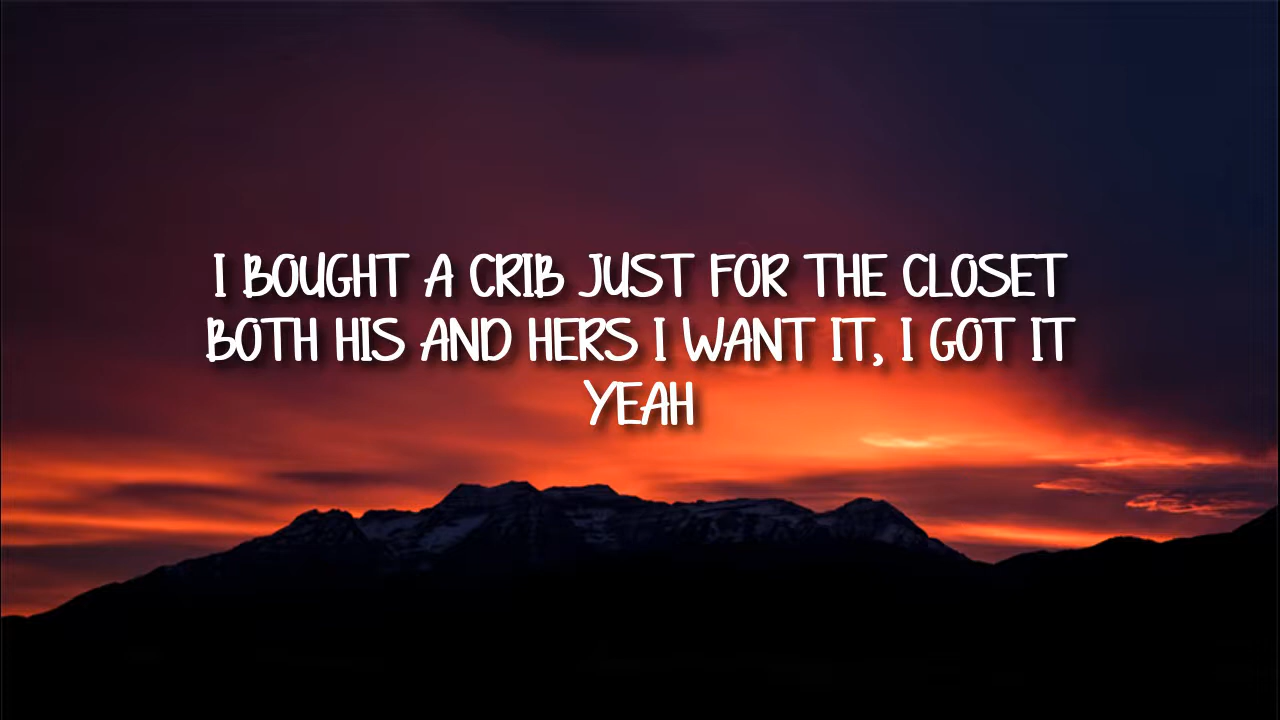 I BOUGHT A CRIB JUST FOR THE CLOSET
BOTH HIS AND HERS I WANT IT, I GOT IT
YEAH